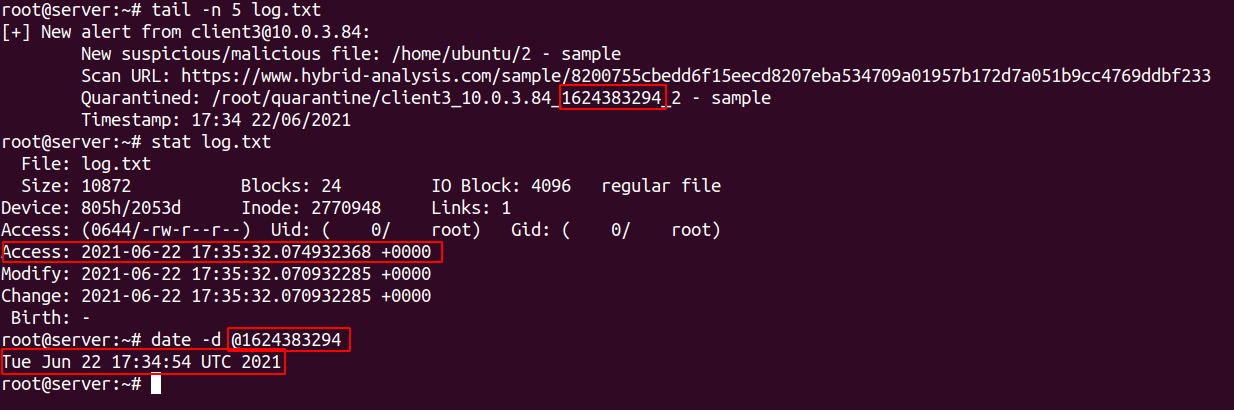 root@server:~# tail -n 5 log.txt
[+] New alert from client3@10.0.3.84:
New suspicious/malicious file: /home/ubuntu/2 - sample
Scan URL: https://www.hybrid-analysis.com/sample/8200755cbedd6f15eecd8207eba534709a01957b172d7a051b9cc4769ddbf233
Quarantined: /root/quarantine/client3_10.0.3.84_1624383294_2 - sample
Timestamp: 17:34 22/06/2021
root@server:~# stat log.txt
File: log.txt
Size: 10872 Blocks: 24 IO Block: 4096 regular file
Device: 805h/2053d Inode: 2770948 Links: 1
Access: (0644/-rw-r--r--) Uid: ( 0/ root) Gid: ( 0/ root)
Access: 2021-06-22 17:35:32.074932368 +0000
Modify: 2021-06-22 17:35:32.070932285 +0000
Change: 2021-06-22 17:35:32.070932285 +0000
Birth: -
root@server:~# date -d @1624383294
Tue Jun 22 17:34:54 UTC 2021
root@server:~#